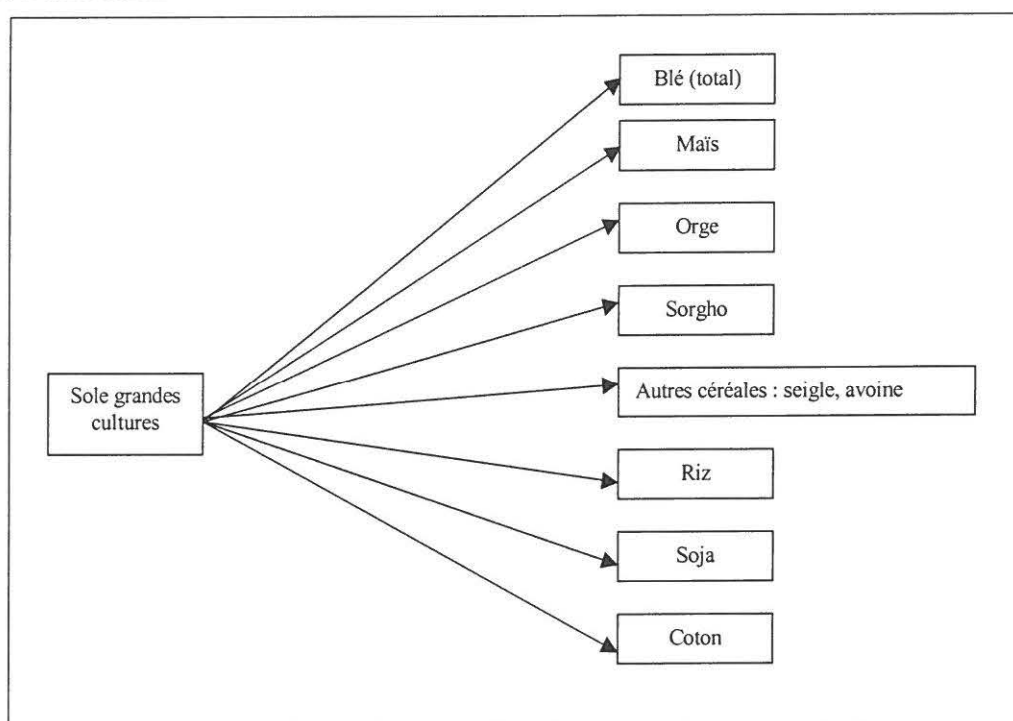 Blé (total)
Maïs
Orge
Sorgho
Sole grandes
cultures
Autres céréales : seigle, avoine
Riz
Soja
Coton